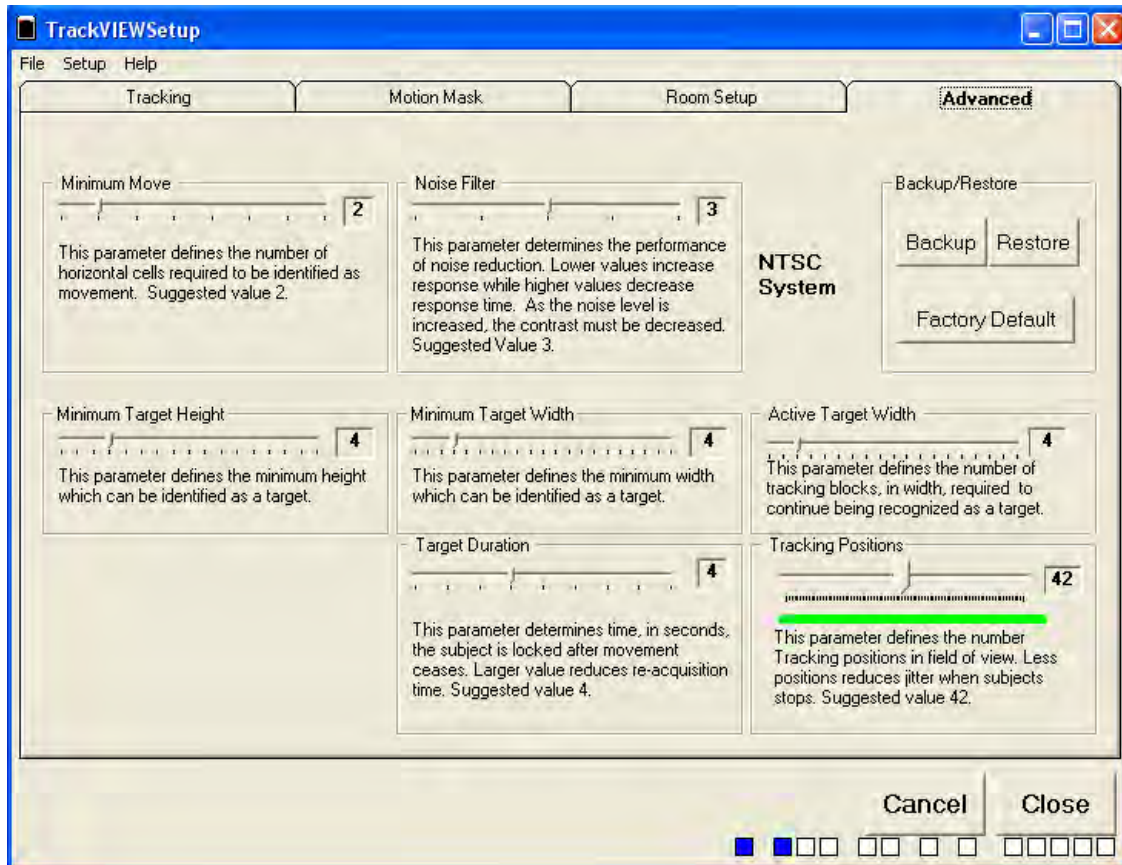 TrackVIEWSetup
File Setup Help
Tracking
Motion Mask
Room Setup
Advanced
Minimum Move
2
This parameter defines the number of
horizontal cells required to be identified as
movement. Suggested value 2.
Noise Filter
3
This parameter determines the performance
of noise reduction. Lower values increase
response while higher values decrease
response time. As the noise level is
increased, the contrast must be decreased.
Suggested Value 3.
NTSC
System
Backup/Restore
Backup
Restore
Factory Default
Minimum Target Height
4
This parameter defines the minimum height
which can be identified as a target.
Minimum Target Width
4
This parameter defines the minimum width
which can be identified as a target.
Active Target Width
4
This parameter defines the number of
tracking blocks, in width, required to
continue being recognized as a target.
Target Duration
4
This parameter determines time, in seconds,
the subject is locked after movement
ceases. Larger value reduces re-acquisition
time. Suggested value 4.
Tracking Positions
42
This parameter defines the number
Tracking positions in field of view. Less
positions reduces jitter when subjects
stops. Suggested value 42.
Cancel
Close